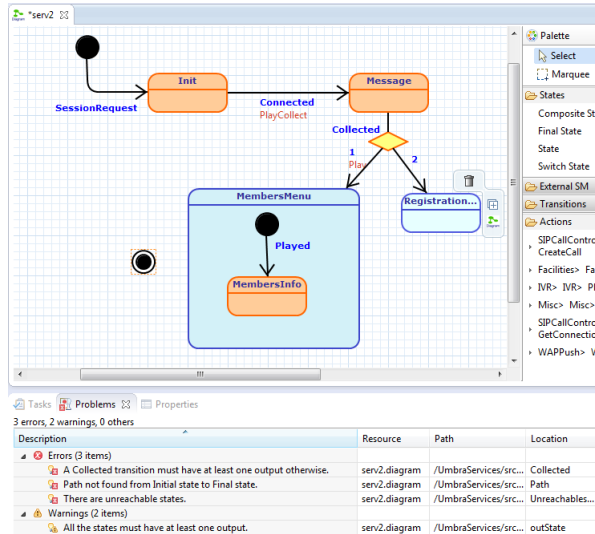 *serv2
Palette
Select
Marquee
States
Composite St
Final State
State
Switch State
External SM
Transitions
Actions
SIPCallContro
CreateCall
Facilities> Fa
IVR> IVR> Pl
Misc> Misc>
SIPCallContro
GetConnectio
WAPPush> W
Init
Message
SessionRequest
Connected
PlayCollect
Collected
1
Play
2
MembersMenu
Registration...
Played
MembersInfo
Tasks
Problems
Properties
3 errors, 2 warnings, 0 others
Description
Resource
Path
Location
Errors (3 items)
A Collected transition must have at least one output otherwise.
serv2.diagram
/UmbraServices/src...
Collected
Path not found from Initial state to Final state.
serv2.diagram
/UmbraServices/src...
Path
There are unreachable states.
serv2.diagram
/UmbraServices/src...
Unreachables...
Warnings (2 items)
All the states must have at least one output.
serv2.diagram
/UmbraServices/src...
outState